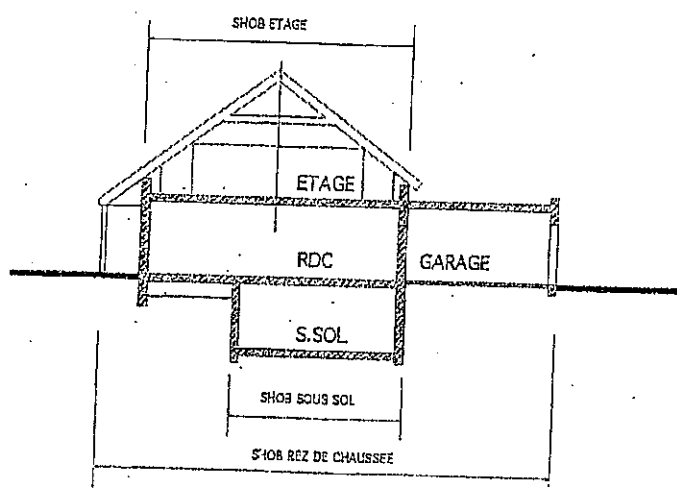 SHOB ETAGE
ETAGE
RDC
GARAGE
S.SOL
SHOB SOUS SOL
SHOB REZ DE CHAUSSEE